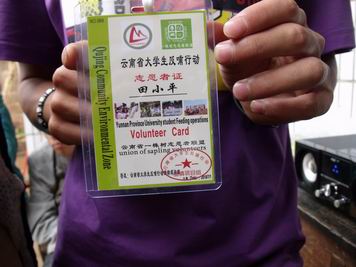 云南省大学生反嘴行动
志愿者证
田小平
Yunnan Province University student Feeding operations
Volunteer Card
云南省一棵树志愿者联盟
union of sapling volunteers
Qujing Community Environmental Zone